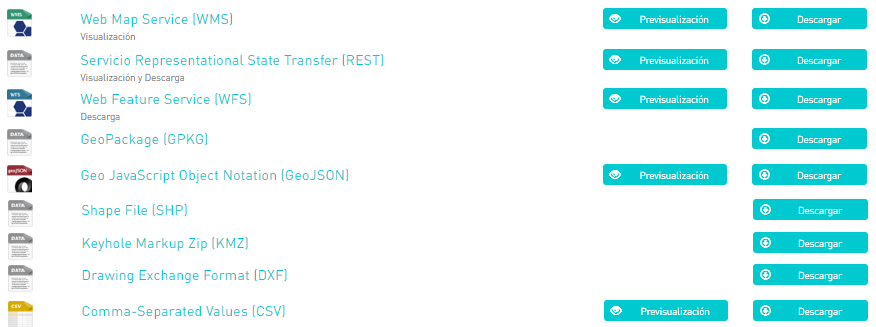 WMS
Web Map Service (WMS)
Visualización
Previsualización
Descargar
DATA
Servicio Representational State Transfer (REST)
Visualización y Descarga
Previsualización
Descargar
WFS
Web Feature Service (WFS)
Descarga
Previsualización
Descargar
DATA
GeoPackage (GPKG)
Descargar
geoJSON
Geo JavaScript Object Notation (GeoJSON)
Previsualización
Descargar
DATA
Shape File (SHP)
Descargar
DATA
Keyhole Markup Zip (KMZ)
Descargar
DATA
Drawing Exchange Format (DXF)
Descargar
CSV
Comma-Separated Values (CSV)
Previsualización
Descargar